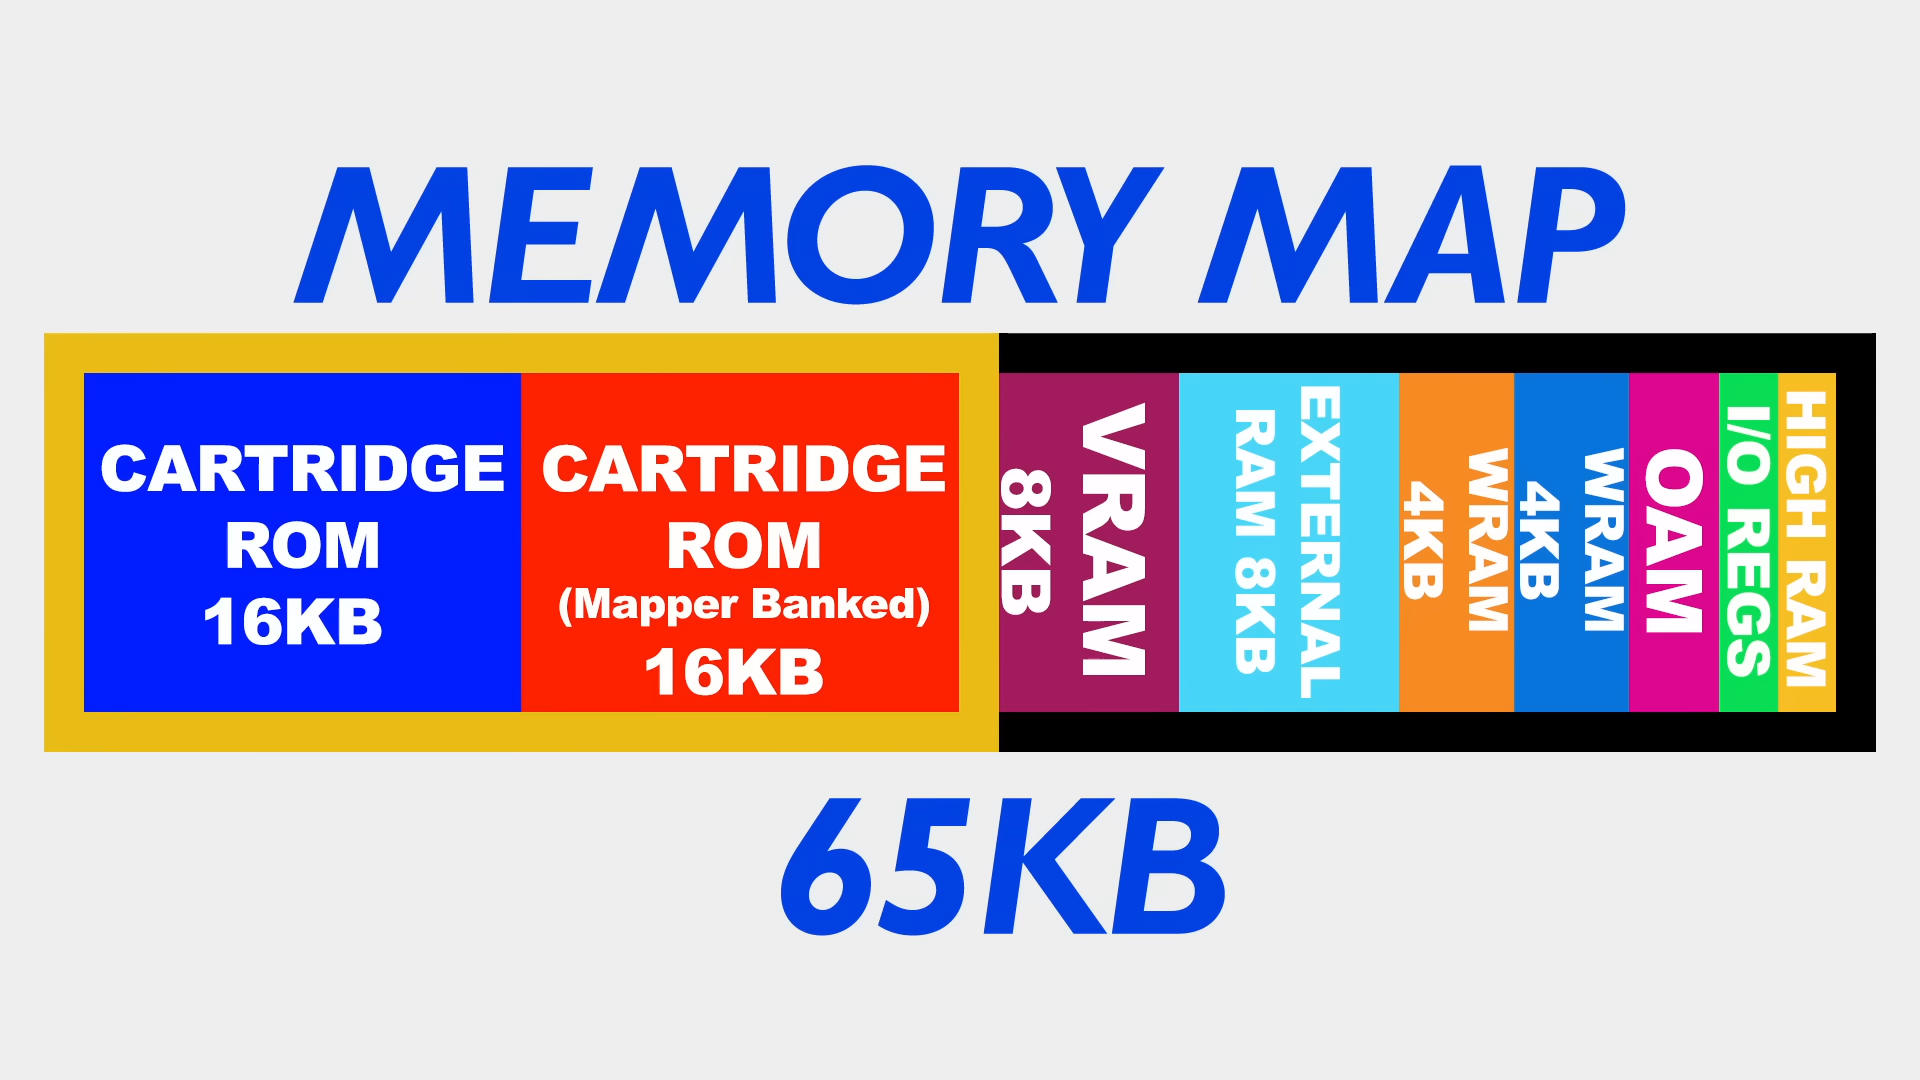 MEMORY MAP
CARTRIDGE
ROM
16KB
CARTRIDGE
ROM
(Mapper Banked)
16KB
VRAM
8KB
EXTERNAL
RAM 8KB
WRAM
4KB
WRAM
4KB
OAM
I/O REGS
HIGH RAM
65KB